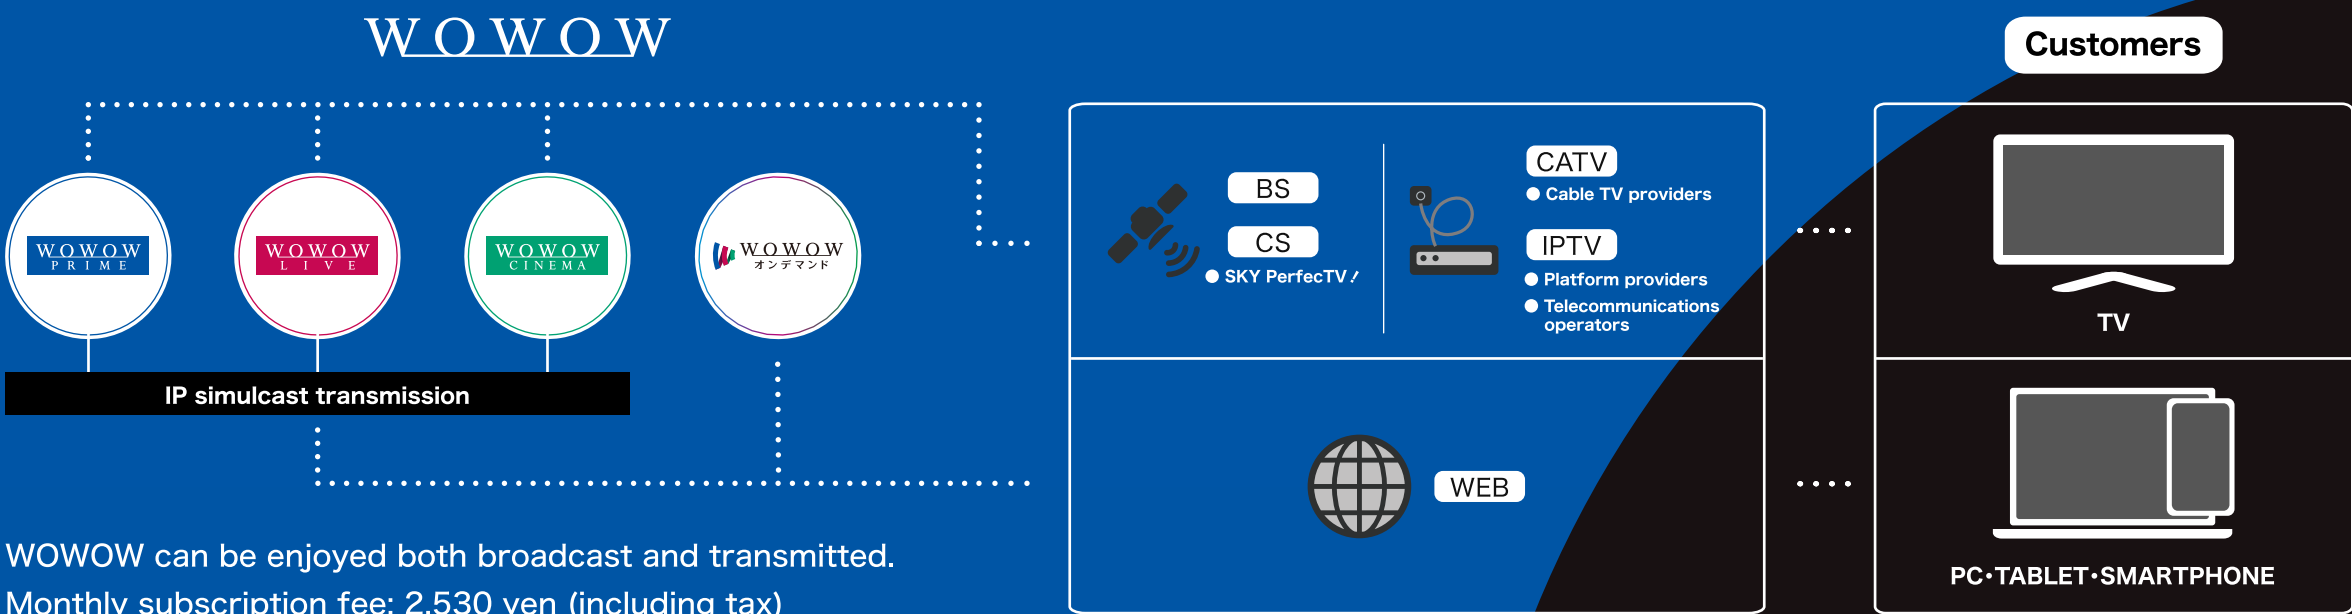 WOWOW
Customers
WOWOW
PRIME
WOWOW
LIVE
WOWOW
CINEMA
WOWOW
オンデマンド
IP simulcast transmission
BS
CS
● SKY PerfecTV!
CATV
● Cable TV providers
IPTV
● Platform providers
● Telecommunications
operators
WEB
TV
PC・TABLET・SMARTPHONE
WOWOW can be enjoyed both broadcast and transmitted.
Monthly subscription fee: 2,530 yen (including tax)